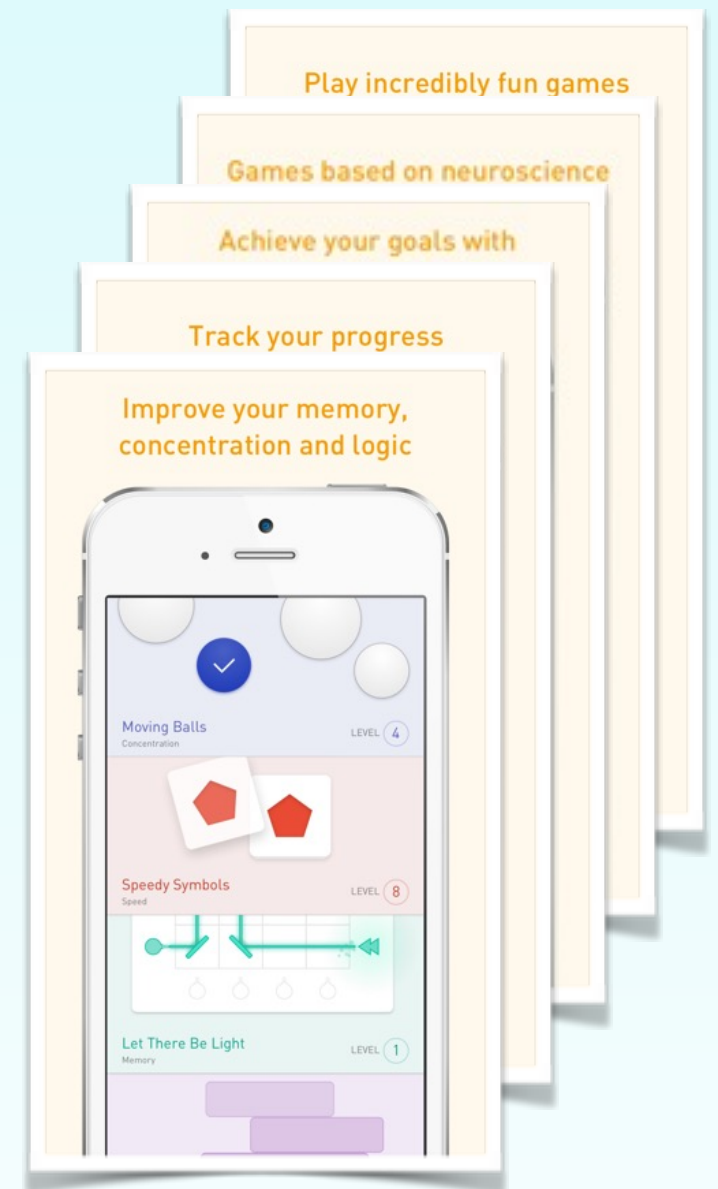 Play incredibly fun games
Games based on neuroscience
Achieve your goals with
Track your progress
Improve your memory,
concentration and logic
Moving Balls
Concentration
LEVEL 4
Speedy Symbols
Speed
LEVEL 8
Let There Be Light
Memory
LEVEL 1